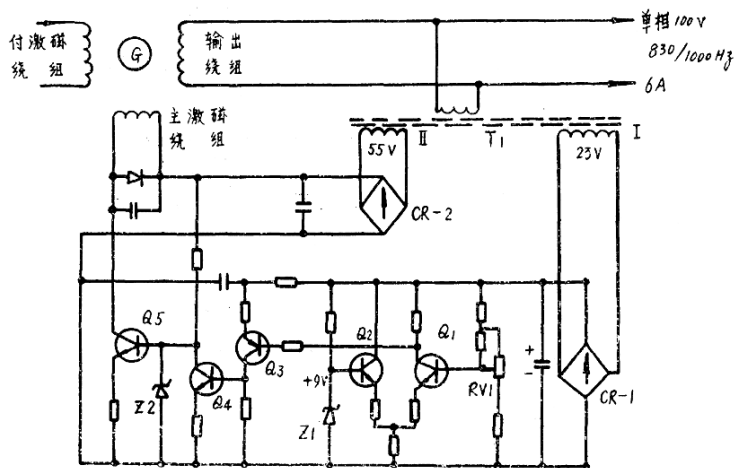 付激磁
绕组
G
输出
绕组
单相100V
830/1000Hz
6A
主激磁
绕组
II
T1
I
55V
23V
CR-2
Q5
Q2
Q1
Q3
+9V
RV1
+
-
CR-1
Z2
Q4
Z1